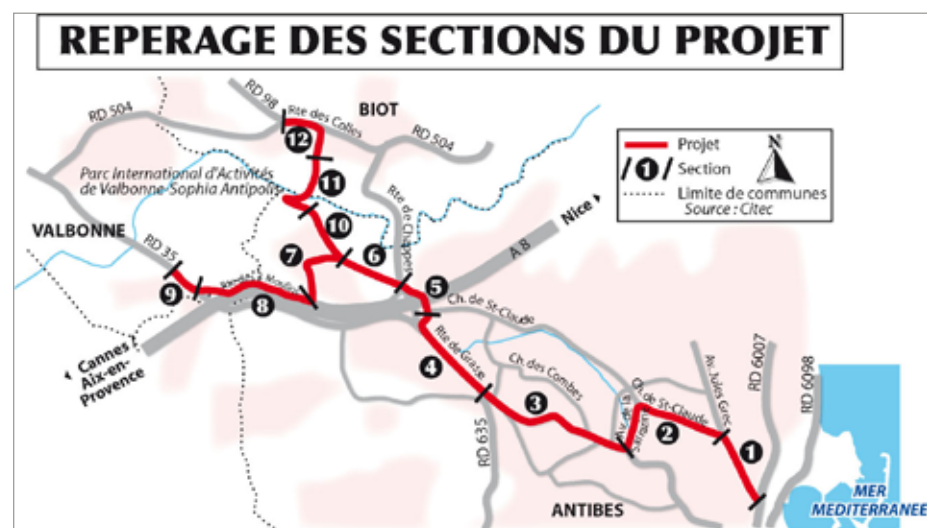 REPERAGE DES SECTIONS DU PROJET
RD 504
RD 98
Rte des Colles
BIOT
RD 504
Projet
Section
Limite de communes
Source : Citec
N
12
Parc International d'Activités
de Valbonne-Sophia Antipolis
11
Rte de Chappes
Nice
A 8
VALBONNE
RD 35
10
7
6
5
9
8
Ch. de St-Claude
Cannes
Aix-en-
Provence
Rte de Grasse
4
Ch. des Combes
3
Av. de la
Sarrazine
Ch. de St-Claude
2
Av. Jules Grec
RD 6007
RD 6098
1
RD 635
ANTIBES
MER
MEDITERRANEE